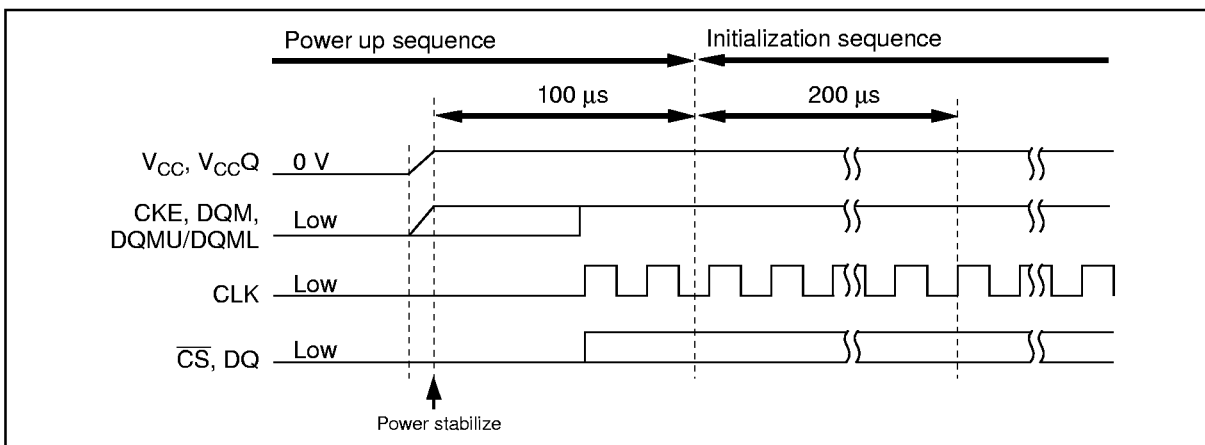 Power up sequence
Initialization sequence
100 μs
200 μs
VCC, VCCQ
0 V
CKE, DQM,
DQMU/DQML
Low
CLK
Low
CS, DQ
Low
Power stabilize